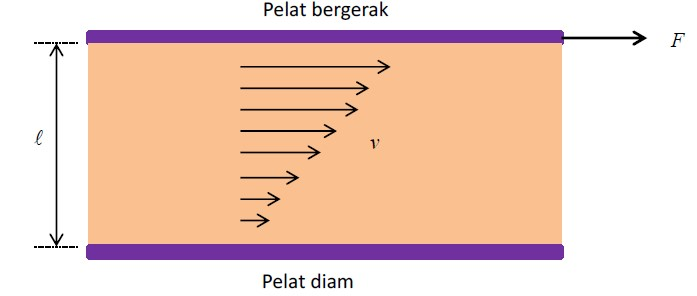 Pelat bergerak
F
ℓ
v
Pelat diam